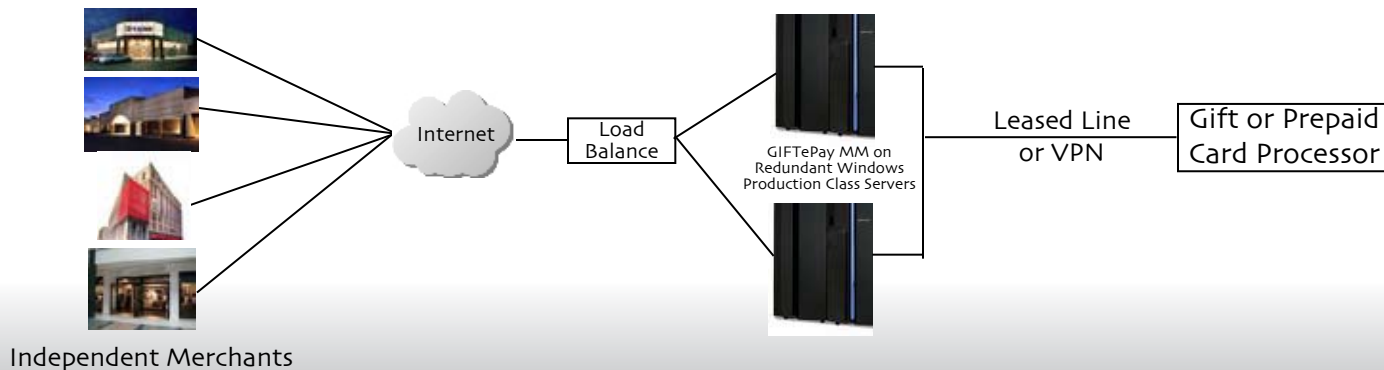 Internet
Load
Balance
GIFTePay MM on
Redundant Windows
Production Class Servers
Leased Line
or VPN
Gift or Prepaid
Card Processor
Independent Merchants